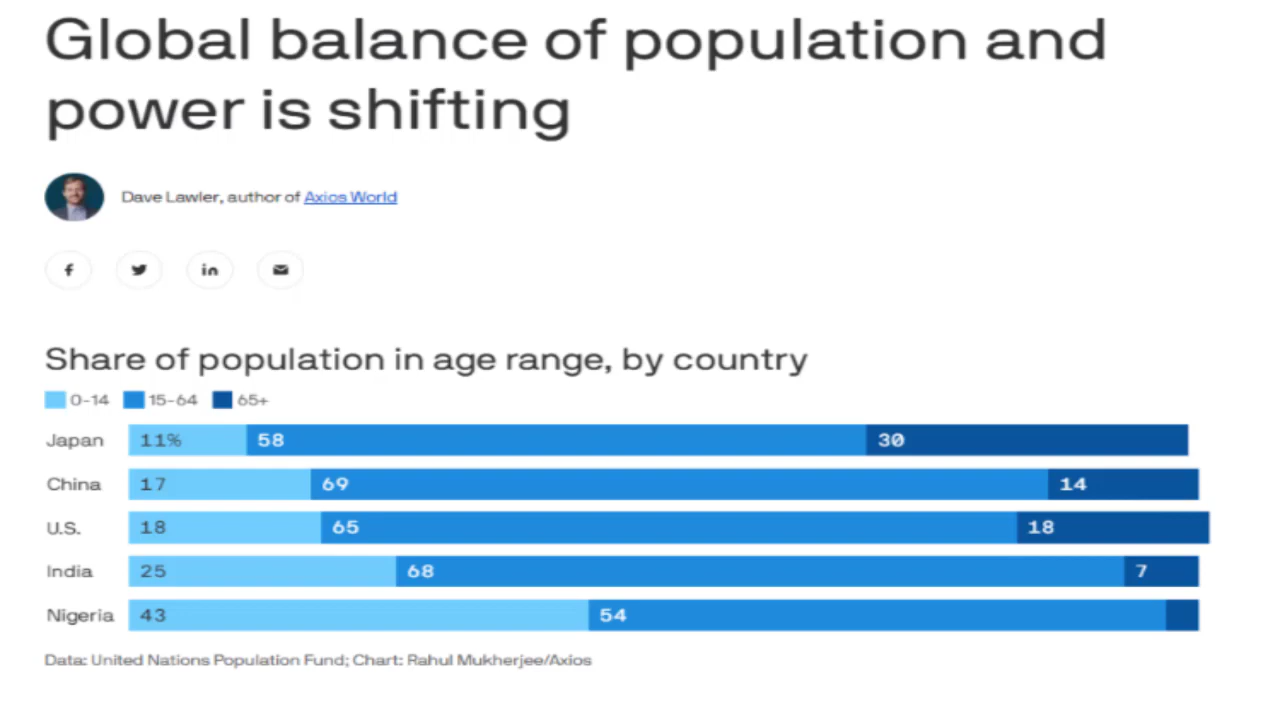 Global balance of population and
power is shifting
Dave Lawler, author of Axios World
Share of population in age range, by country
0-14 15-64 65+
Japan 11% 58 30
China 17 69 14
U.S. 18 65 18
India 25 68 7
Nigeria 43 54
Data: United Nations Population Fund; Chart: Rahul Mukherjee/Axios